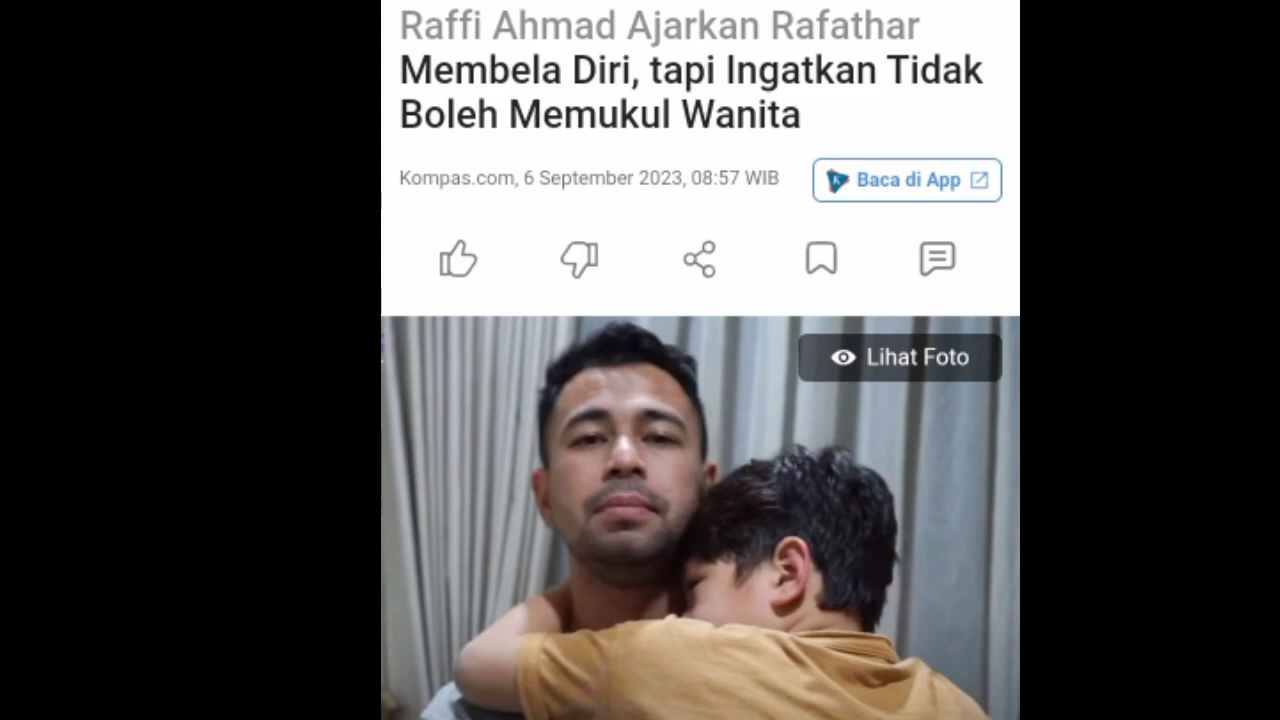 Raffi Ahmad Ajarkan Rafathar
Membela Diri, tapi Ingatkan Tidak
Boleh Memukul Wanita
Kompas.com, 6 September 2023, 08:57 WIB
Baca di App
Lihat Foto